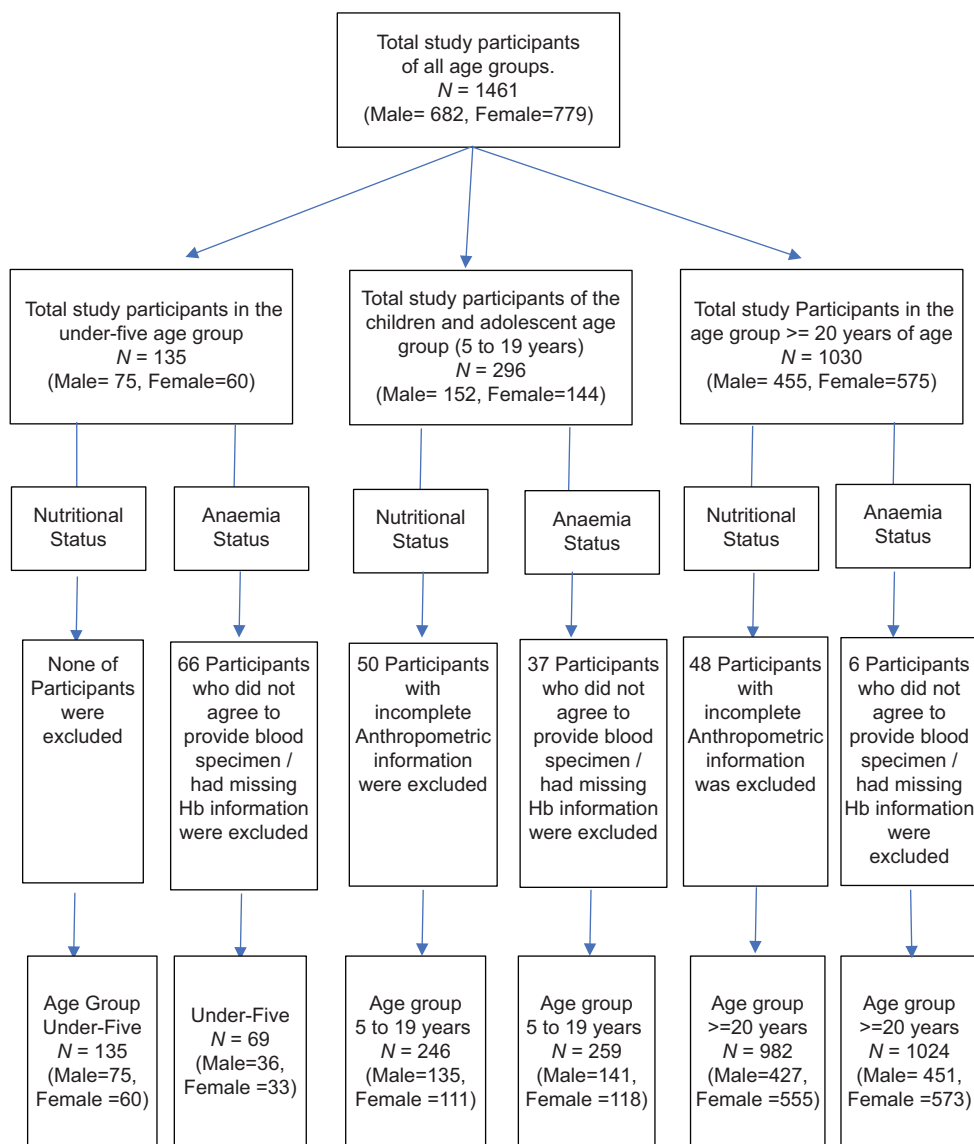 Total study participants
of all age groups.
N = 1461
(Male= 682, Female=779)
Total study participants in the
under-five age group
N = 135
(Male= 75, Female=60)
Total study participants of the
children and adolescent age
group (5 to 19 years)
N = 296
(Male= 152, Female=144)
Total study Participants in the
age group >= 20 years of age
N = 1030
(Male= 455, Female=575)
Nutritional
Status
Anaemia
Status
Nutritional
Status
Anaemia
Status
Nutritional
Status
Anaemia
Status
None of
Participants
were
excluded
66 Participants
who did not
agree to
provide blood
specimen /
had missing
Hb information
were excluded
50 Participants
with
incomplete
Anthropometric
information
were excluded
37 Participants
who did not
agree to
provide blood
specimen /
had missing
Hb information
were excluded
48 Participants
with
incomplete
Anthropometric
information
was excluded
6 Participants
who did not
agree to
provide blood
specimen /
had missing
Hb information
were
excluded
Age Group
Under-Five
N = 135
(Male=75,
Female =60)
Under-Five
N = 69
(Male=36,
Female =33)
Age group
5 to 19 years
N = 246
(Male=135,
Female =111)
Age group
5 to 19 years
N = 259
(Male=141,
Female =118)
Age group
>=20 years
N = 982
(Male=427,
Female =555)
Age group
>=20 years
N = 1024
(Male= 451,
Female =573)